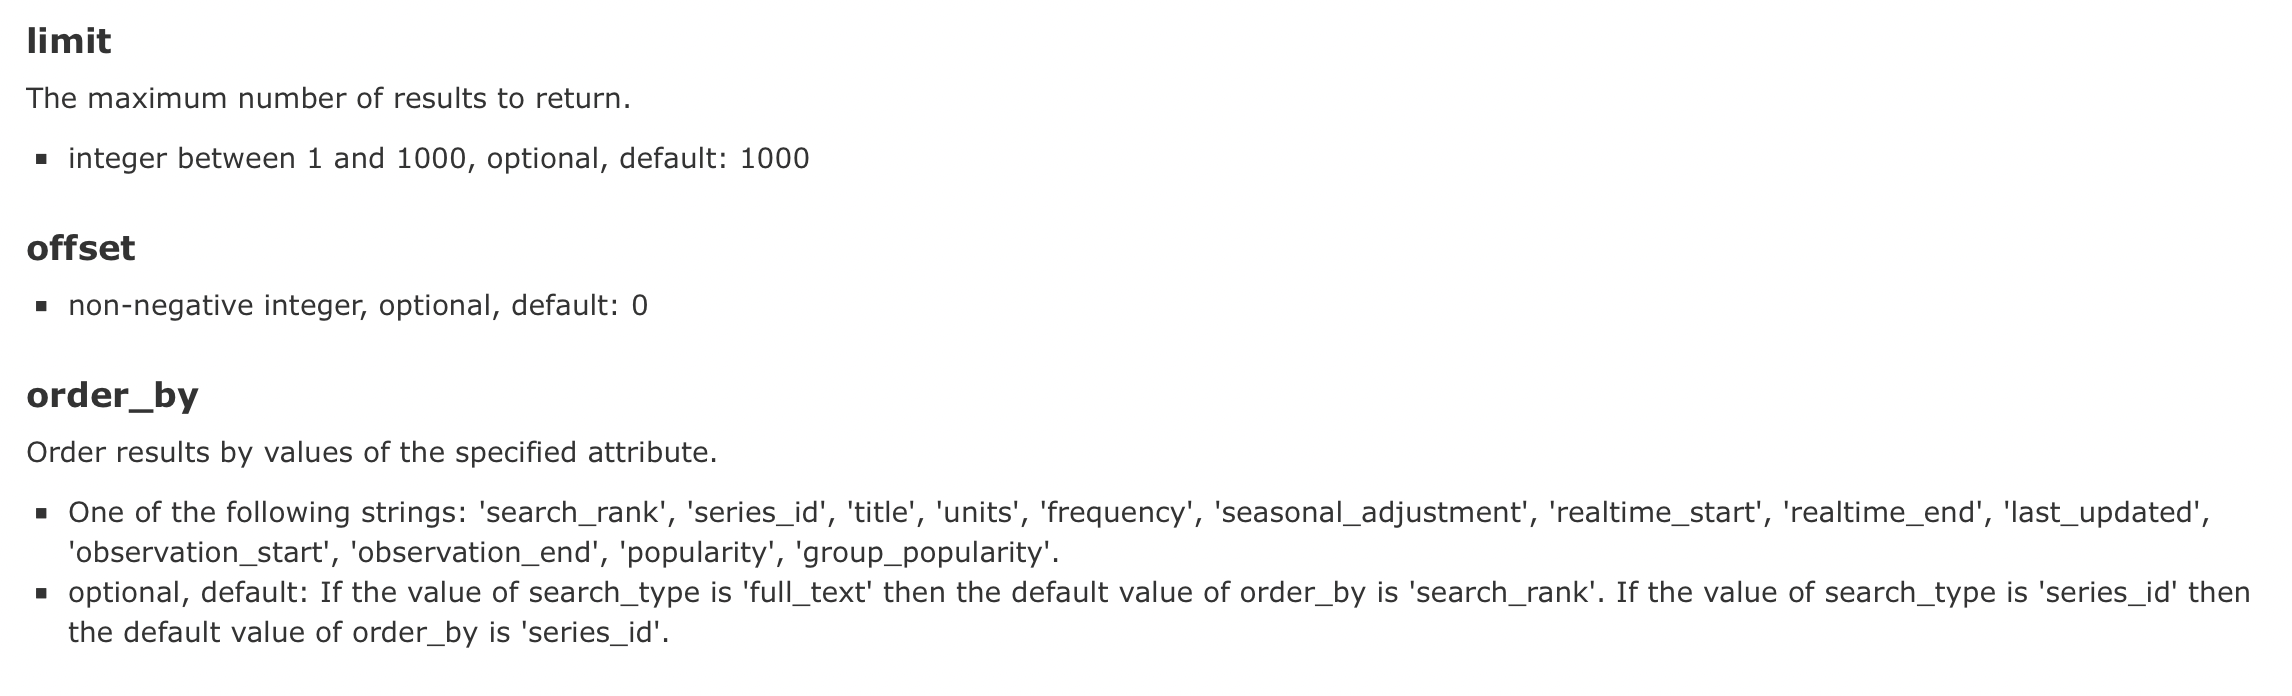 limit
The maximum number of results to return.
▪ integer between 1 and 1000, optional, default: 1000
offset
▪ non-negative integer, optional, default: 0
order_by
Order results by values of the specified attribute.
▪ One of the following strings: 'search_rank', 'series_id', 'title', 'units', 'frequency', 'seasonal_adjustment', 'realtime_start', 'realtime_end', 'last_updated',
'observation_start', 'observation_end', 'popularity', 'group_popularity'.
▪ optional, default: If the value of search_type is 'full_text' then the default value of order_by is 'search_rank'. If the value of search_type is 'series_id' then
the default value of order_by is 'series_id'.